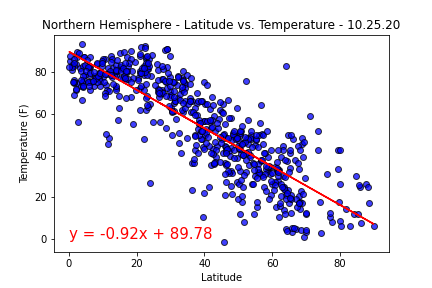 Northern Hemisphere - Latitude vs. Temperature - 10.25.20
Temperature (F)
80
60
40
20
0
y = -0.92x + 89.78
0 20 40 60 80
Latitude